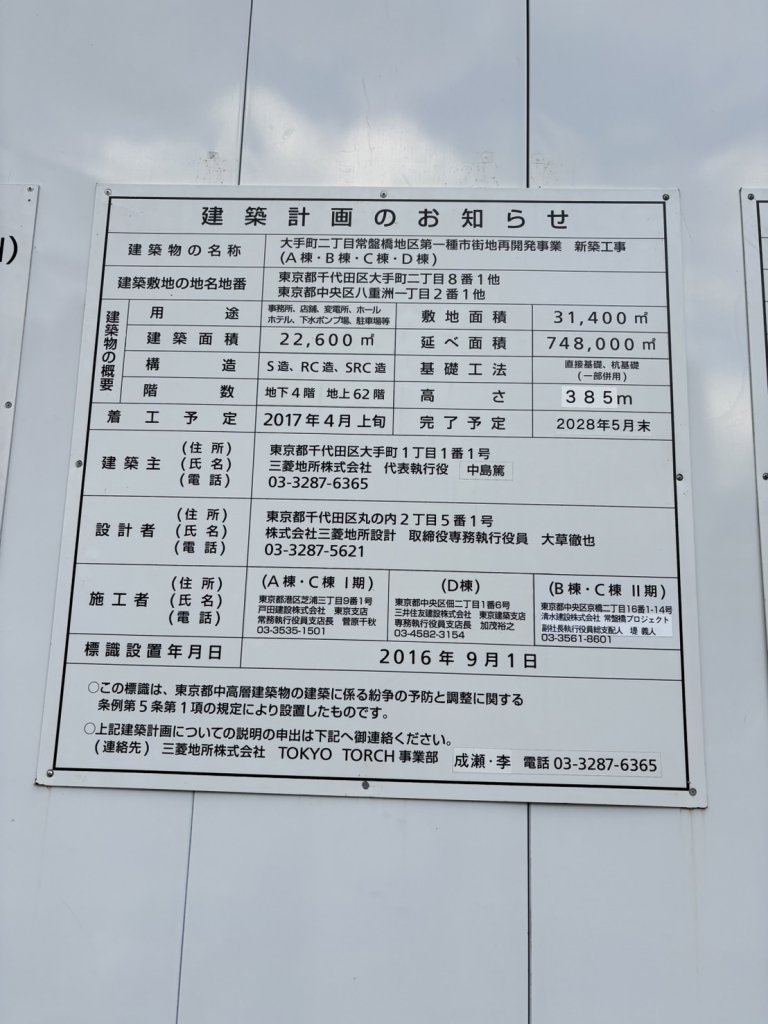 )
建築計画のお知らせ
建築物の名称
大手町二丁目常盤橋地区第一種市街地再開発事業 新築工事
(A棟・B棟・C棟・D棟)
建築敷地の地名地番
東京都千代田区大手町二丁目8番1他
東京都中央区八重洲一丁目2番1他
建築物の概要
用途
事務所、店舗、変電所、ホール
ホテル、下水ポンプ場、駐車場等
敷地面積
31,400㎡
建築面積
22,600㎡
延べ面積
748,000㎡
構造
S造、RC造、SRC造
基礎工法
直接基礎、杭基礎
(一部併用)
階数
地下4階 地上62階
高さ
385m
着工予定
2017年4月上旬
完了予定
2028年5月末
建築主
(住所)
(氏名)
(電話)
東京都千代田区大手町1丁目1番1号
三菱地所株式会社 代表執行役 中島篤
03-3287-6365
設計者
(住所)
(氏名)
(電話)
東京都千代田区丸の内2丁目5番1号
株式会社三菱地所設計 取締役専務執行役員 大草徹也
03-3287-5621
施工者
(住所)
(氏名)
(電話)
(A棟・C棟 I期)
東京都港区芝浦三丁目9番1号
戸田建設株式会社 東京支店
常務執行役員支店長 菅原千秋
03-3535-1501
(D棟)
東京都中央区佃二丁目1番6号
三井住友建設株式会社 東京建築支店
専務執行役員支店長 加茂裕之
03-4582-3154
(B棟・C棟 II期)
東京都中央区京橋二丁目16番1-14号
清水建設株式会社 常盤橋プロジェクト
副社長執行役員総支配人 堤 義人
03-3561-8601
標識設置年月日
2016年9月1日
○この標識は、東京都中高層建築物の建築に係る紛争の予防と調整に関する
条例第5条第1項の規定により設置したものです。
○上記建築計画についての説明の申出は下記へ御連絡ください。
(連絡先) 三菱地所株式会社 TOKYO TORCH事業部 成瀬・李 電話03-3287-6365